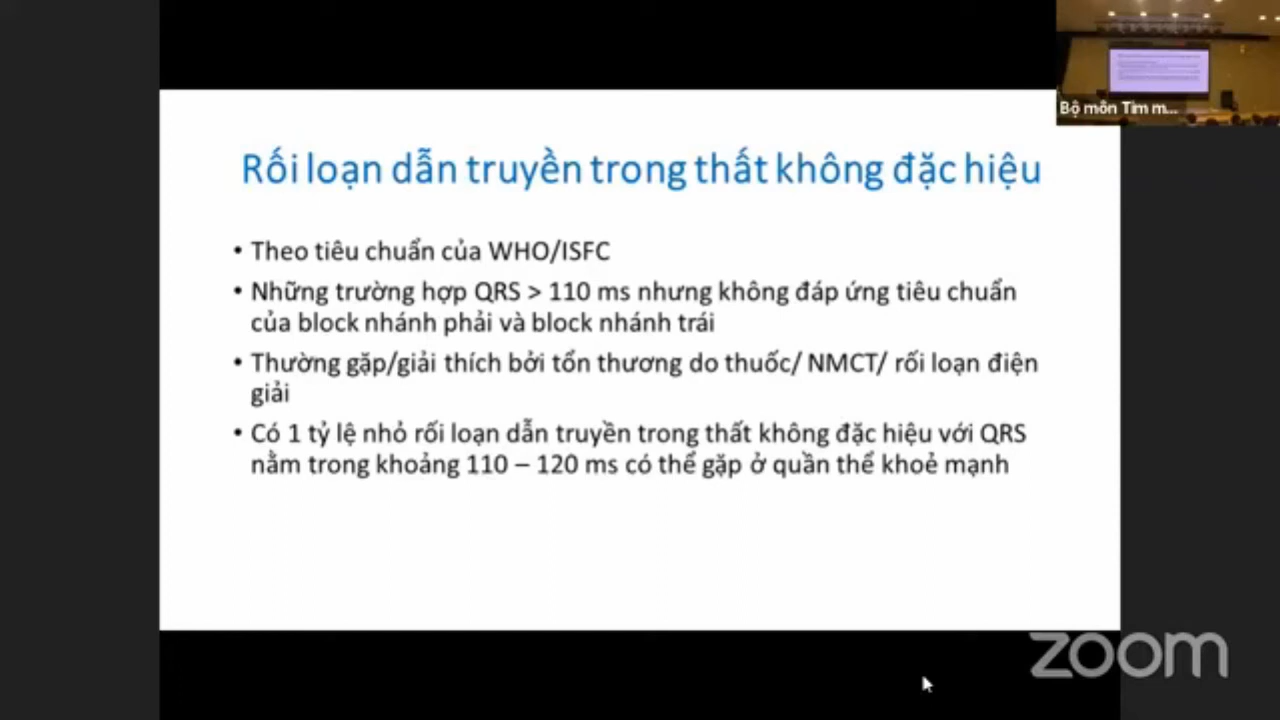 Bộ môn Tim m...
Rối loạn dẫn truyền trong thất không đặc hiệu
• Theo tiêu chuẩn của WHO/ISFC
• Những trường hợp QRS > 110 ms nhưng không đáp ứng tiêu chuẩn
của block nhánh phải và block nhánh trái
• Thường gặp/giải thích bởi tổn thương do thuốc/ NMCT/ rối loạn điện
giải
• Có 1 tỷ lệ nhỏ rối loạn dẫn truyền trong thất không đặc hiệu với QRS
nằm trong khoảng 110 – 120 ms có thể gặp ở quần thể khoẻ mạnh
zoom